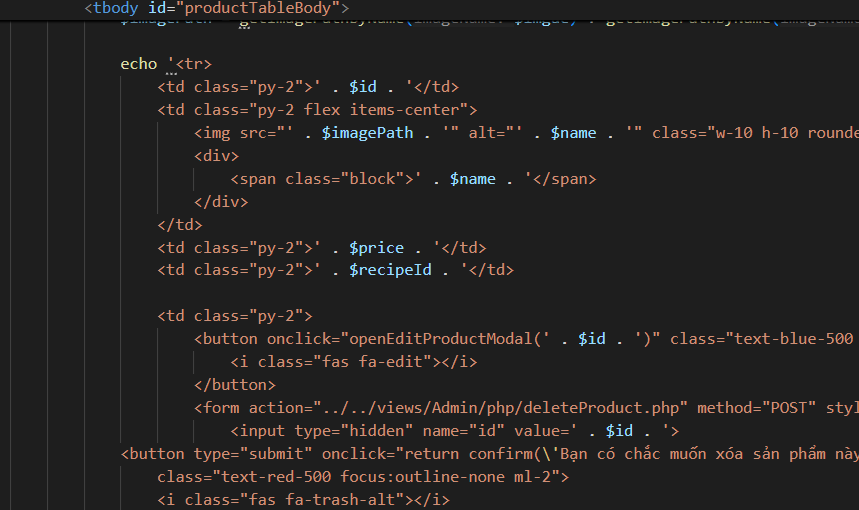 <tbody id="productTableBody">
echo '<tr>
<td class="py-2">' . $id . '</td>
<td class="py-2 flex items-center">
<img src="' . $imagePath . '" alt="' . $name . '" class="w-10 h-10 rounde
<div>
<span class="block">' . $name . '</span>
</div>
</td>
<td class="py-2">' . $price . '</td>
<td class="py-2">' . $recipeId . '</td>
<td class="py-2">
<button onclick="openEditProductModal(' . $id . ')" class="text-blue-500
<i class="fas fa-edit"></i>
</button>
<form action="../../views/Admin/php/deleteProduct.php" method="POST" styl
<input type="hidden" name="id" value=' . $id . '>
<button type="submit" onclick="return confirm(\'Bạn có chắc muốn xóa sản phẩm này
class="text-red-500 focus:outline-none ml-2">
<i class="fas fa-trash-alt"></i>